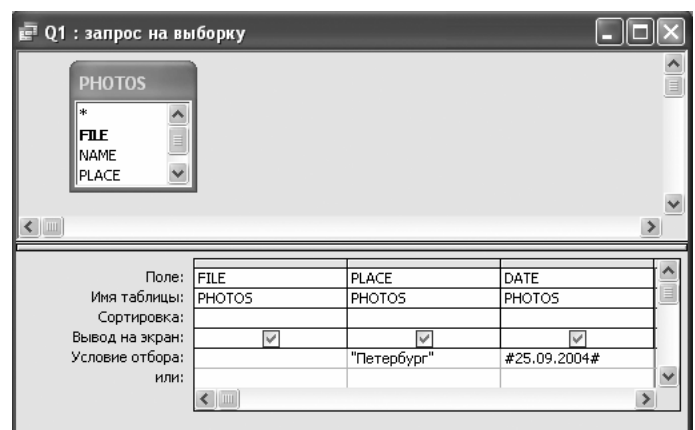 Q1 : запрос на выборку
PHOTOS
*
FILE
NAME
PLACE
Поле: FILE PLACE DATE
Имя таблицы: PHOTOS PHOTOS PHOTOS
Сортировка:
Вывод на экран:
Условие отбора: "Петербург" #25.09.2004#
или: